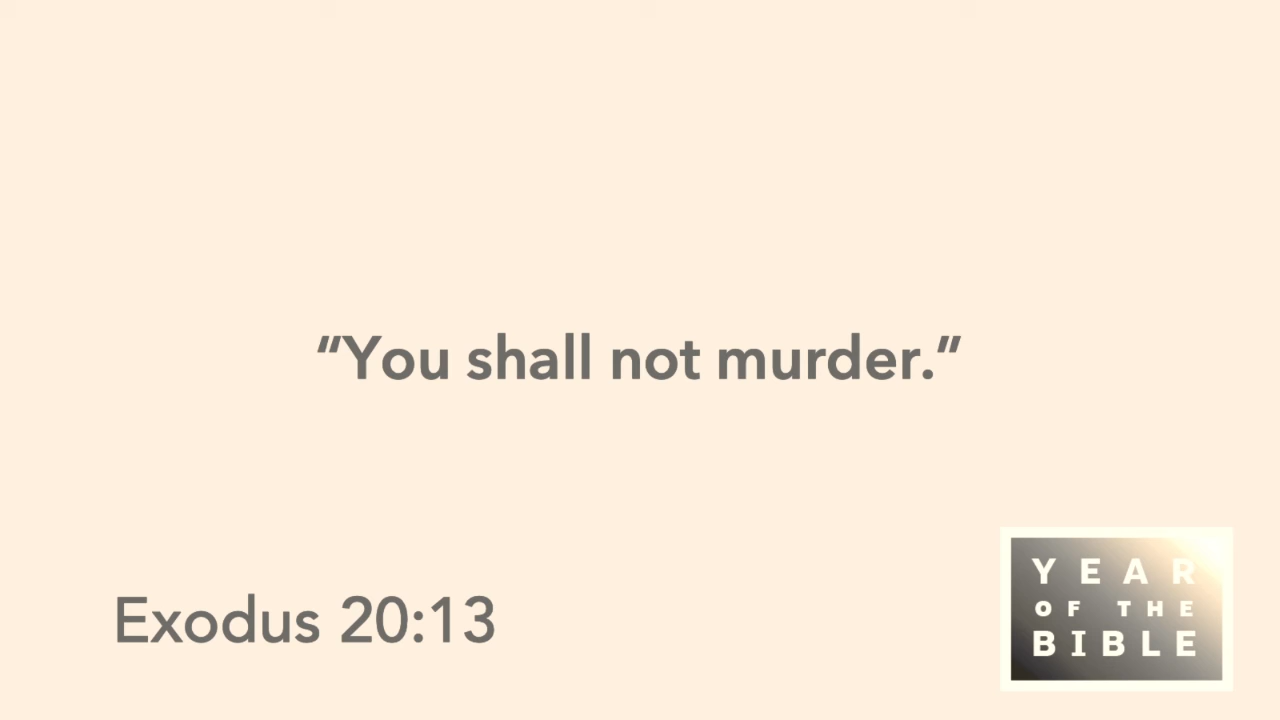 “You shall not murder.”
Exodus 20:13
YEAR
OF THE
BIBLE